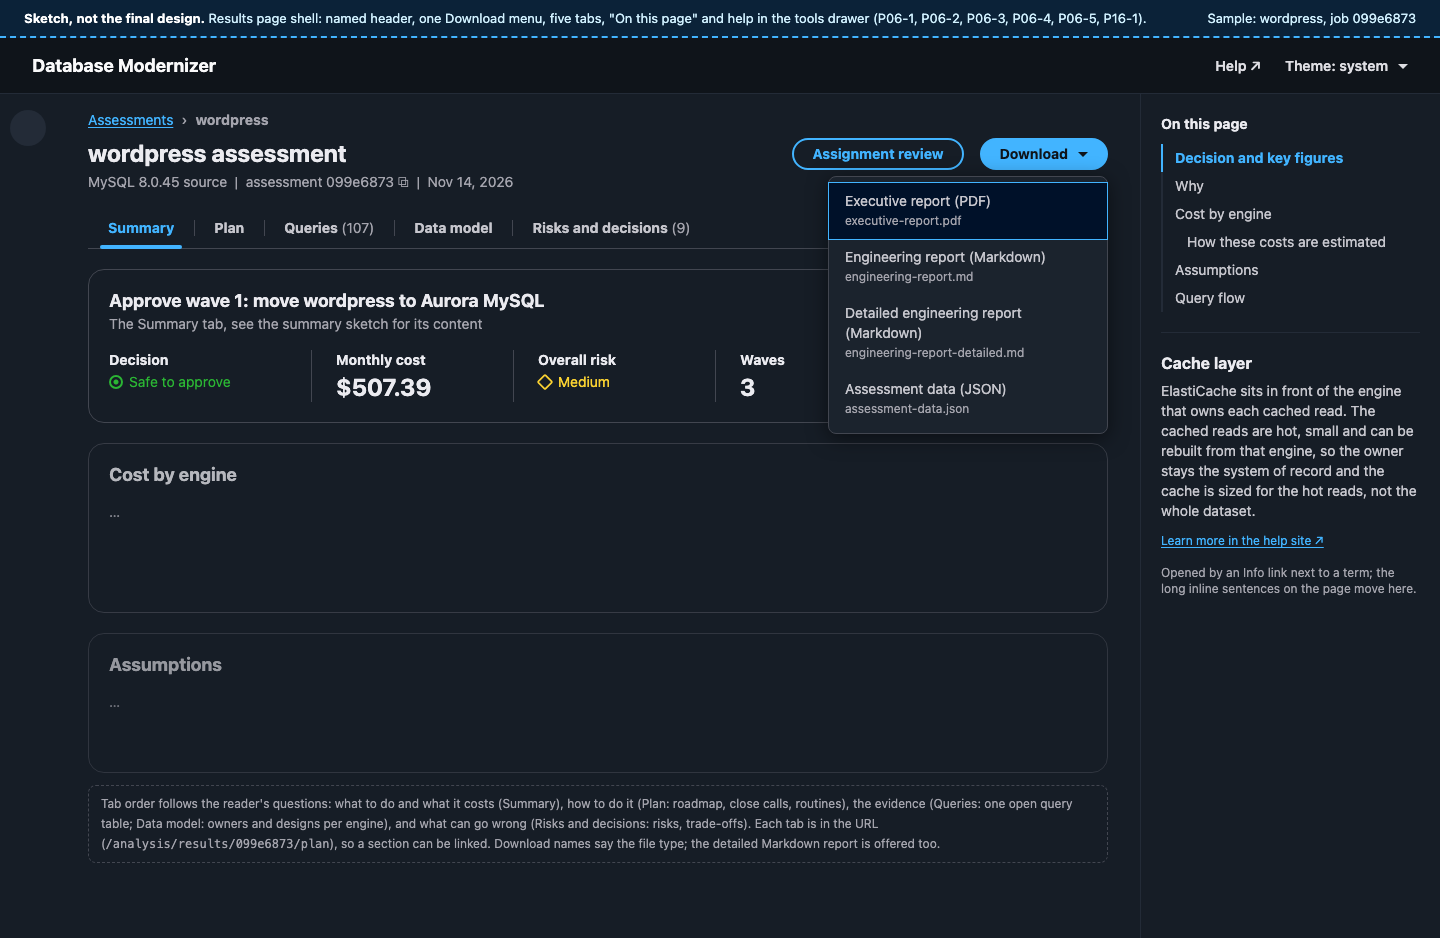 Sketch, not the final design. Results page shell: named header, one Download menu, five tabs, "On this page" and help in the tools drawer (P06-1, P06-2, P06-3, P06-4, P06-5, P16-1).
Sample: wordpress, job 099e6873
Database Modernizer
Help ↗
Theme: system
Assessments › wordpress
wordpress assessment
Assignment review
Download
MySQL 8.0.45 source | assessment 099e6873 | Nov 14, 2026
Summary
Plan
Queries (107)
Data model
Risks and decisions (9)
Executive report (PDF)
executive-report.pdf
Engineering report (Markdown)
engineering-report.md
Detailed engineering report
(Markdown)
engineering-report-detailed.md
Assessment data (JSON)
assessment-data.json
Approve wave 1: move wordpress to Aurora MySQL
The Summary tab, see the summary sketch for its content
Decision
Safe to approve
Monthly cost
$507.39
Overall risk
Medium
Waves
3
Cost by engine
...
Assumptions
...
Tab order follows the reader's questions: what to do and what it costs (Summary), how to do it (Plan: roadmap, close calls, routines), the evidence (Queries: one open query
table; Data model: owners and designs per engine), and what can go wrong (Risks and decisions: risks, trade-offs). Each tab is in the URL
(/analysis/results/099e6873/plan), so a section can be linked. Download names say the file type; the detailed Markdown report is offered too.
On this page
Decision and key figures
Why
Cost by engine
How these costs are estimated
Assumptions
Query flow
Cache layer
ElastiCache sits in front of the engine
that owns each cached read. The
cached reads are hot, small and can be
rebuilt from that engine, so the owner
stays the system of record and the
cache is sized for the hot reads, not the
whole dataset.
Learn more in the help site ↗
Opened by an Info link next to a term; the
long inline sentences on the page move here.